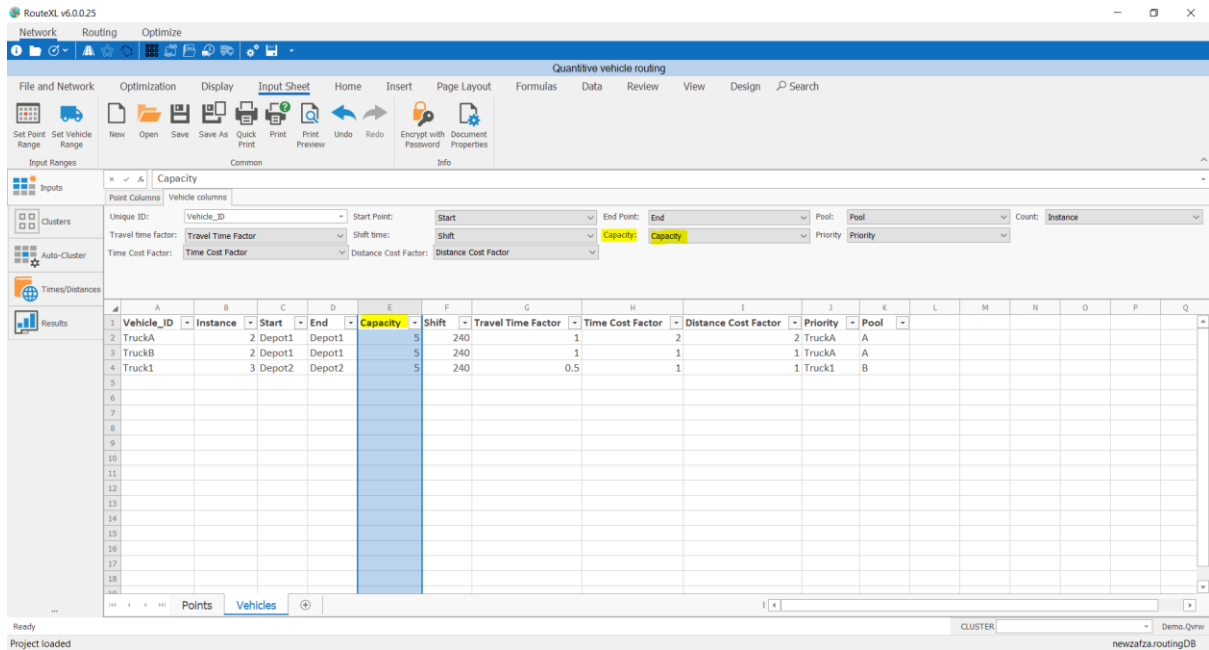 RouteXL v6.0.0.25
Network Routing Optimize
Quantitive vehicle routing
File and Network Optimization Display Input Sheet Home Insert Page Layout Formulas Data Review View Design Search
Set Point Range
Set Vehicle Range
New Open Save Save As Quick Print Print Print Preview Undo Redo
Encrypt with Password
Document Properties
Input Ranges Common Info
Inputs
Clusters
Auto-Cluster
Times/Distances
Results
Capacity
Point Columns Vehicle columns
Unique ID: Vehicle_ID Start Point: Start End Point: End Pool: Pool Count: Instance
Travel time factor: Travel Time Factor Shift time: Shift Capacity: Capacity Priority Priority
Time Cost Factor: Time Cost Factor Distance Cost Factor: Distance Cost Factor
A B C D E F G H I J K L M N O P Q
1 Vehicle_ID Instance Start End Capacity Shift Travel Time Factor Time Cost Factor Distance Cost Factor Priority Pool
2 TruckA 2 Depot1 Depot1 5 240 1 2 2 TruckA A
3 TruckB 2 Depot1 Depot1 5 240 1 1 1 TruckA A
4 Truck1 3 Depot2 Depot2 5 240 0.5 1 1 Truck1 B
5
6
7
8
9
10
11
12
13
14
15
16
17
18
Points Vehicles
Ready CLUSTER Demo.Qvrw
Project loaded newzafza.routingDB